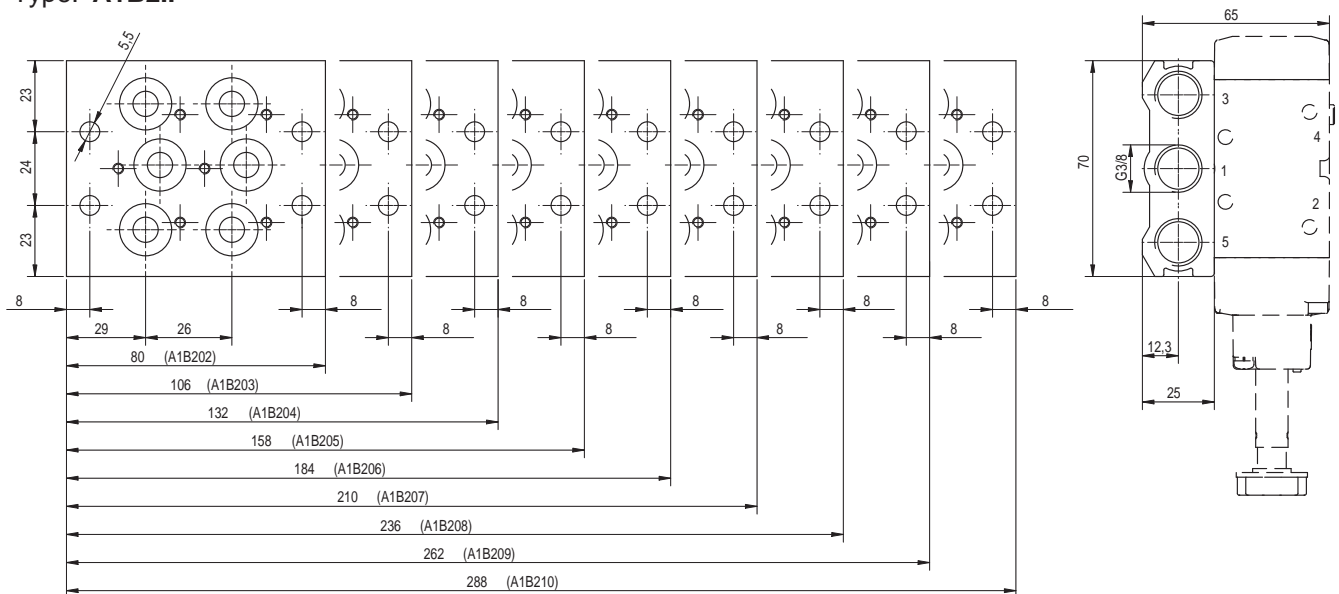 Type: A1B2..
5,5
23
24
23
8
29
26
8
8
8
8
8
8
8
8
8
80 (A1B202)
106 (A1B203)
132 (A1B204)
158 (A1B205)
184 (A1B206)
210 (A1B207)
236 (A1B208)
262 (A1B209)
288 (A1B210)
65
70
G3/8
3
1
5
4
2
12,3
25